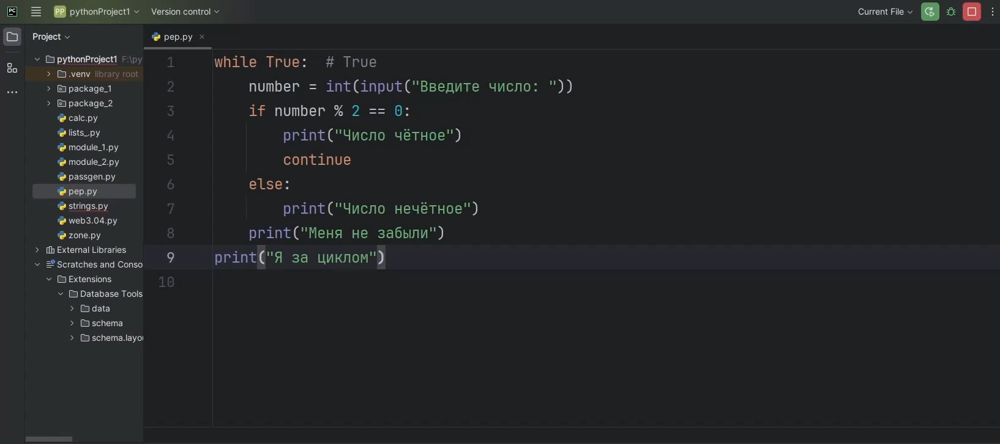 PC PP pythonProject1 Version control Current File
Project
pythonProject1 F:\py
.venv library root
package_1
package_2
calc.py
lists_.py
module_1.py
module_2.py
passgen.py
pep.py
strings.py
web3.04.py
zone.py
External Libraries
Scratches and Conso
Extensions
Database Tools
data
schema
schema.layou
pep.py
1 while True:  # True
2     number = int(input("Введите число: "))
3     if number % 2 == 0:
4         print("Число чётное")
5         continue
6     else:
7         print("Число нечётное")
8     print("Меня не забыли")
9 print("Я за циклом")
10